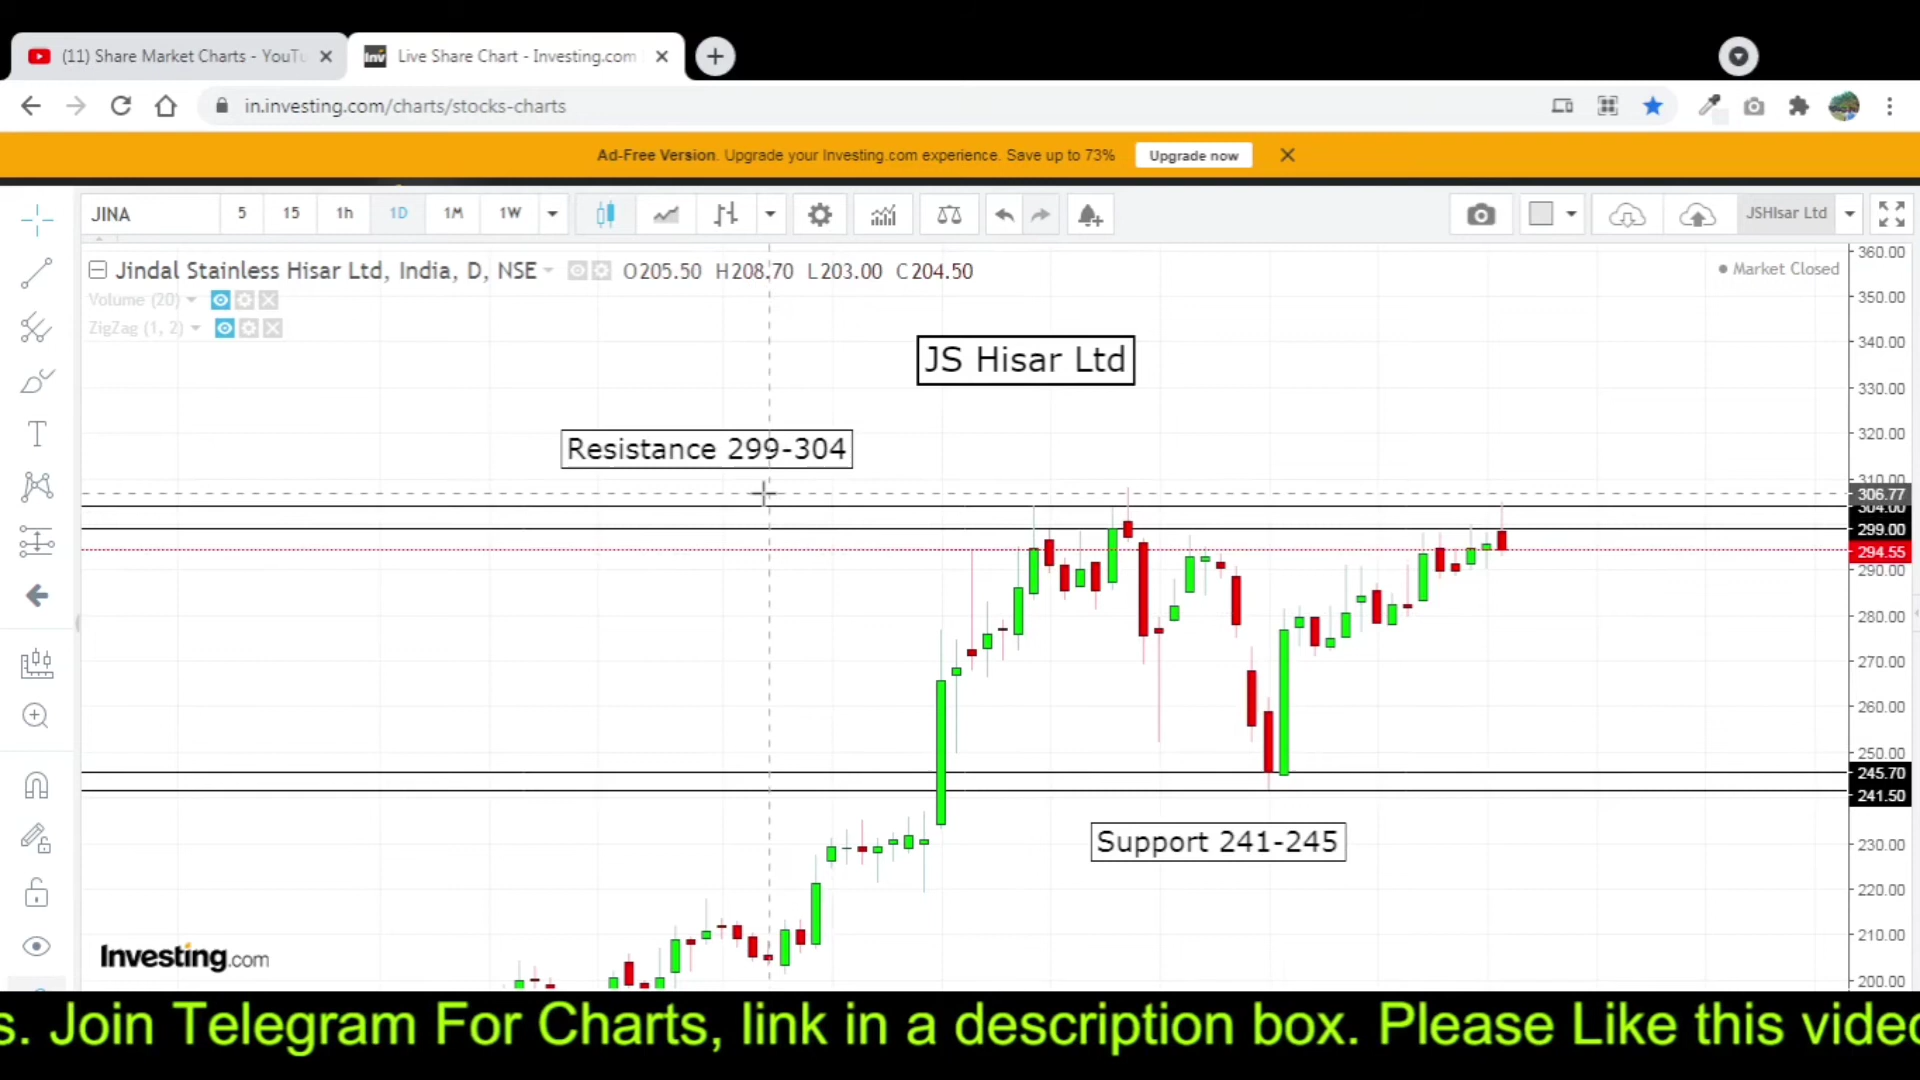 (11) Share Market Charts - YouTu
Live Share Chart - Investing.com
in.investing.com/charts/stocks-charts
Ad-Free Version. Upgrade your Investing.com experience. Save up to 73%
Upgrade now
JINA
5
15
1h
1D
1M
1W
JSHIsar Ltd
Jindal Stainless Hisar Ltd, India, D, NSE
O205.50 H208.70 L203.00 C204.50
Market Closed
Volume (20)
ZigZag (1, 2)
JS Hisar Ltd
Resistance 299-304
Support 241-245
360.00
350.00
340.00
330.00
320.00
310.00
306.77
304.00
299.00
294.55
290.00
280.00
270.00
260.00
250.00
245.70
241.50
230.00
220.00
210.00
200.00
Investing.com
s. Join Telegram For Charts, link in a description box. Please Like this video